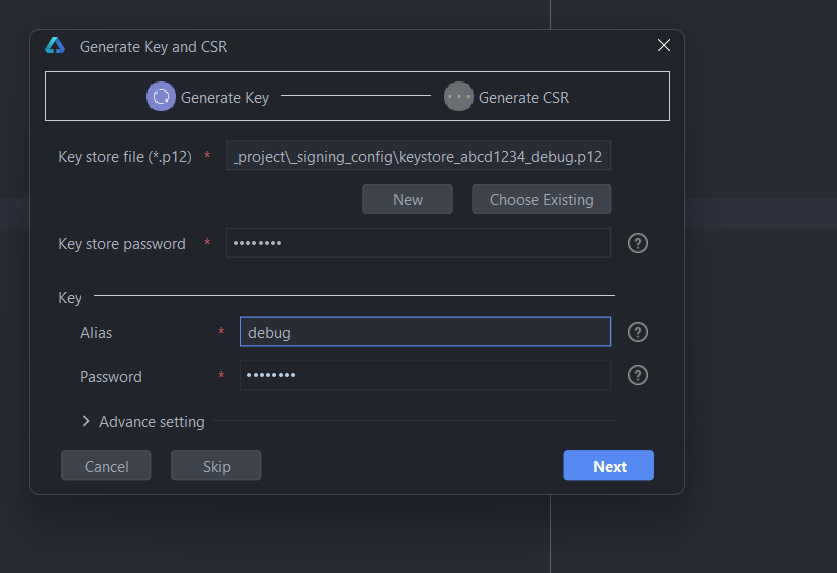 Generate Key and CSR
Generate Key
Generate CSR
Key store file (*.p12) * _project\_signing_config\keystore_abcd1234_debug.p12
New Choose Existing
Key store password * •••••••• ?
Key
Alias * debug ?
Password * •••••••• ?
Advance setting
Cancel Skip Next